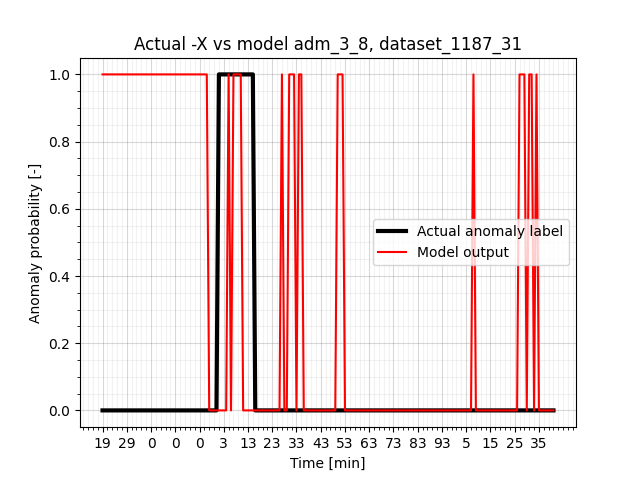 Actual -X vs model adm_3_8, dataset_1187_31
Anomaly probability [-]
1.0
0.8
0.6
0.4
0.2
0.0
Actual anomaly label
Model output
19 29 0 0 0 3 13 23 33 43 53 63 73 83 93 5 15 25 35
Time [min]